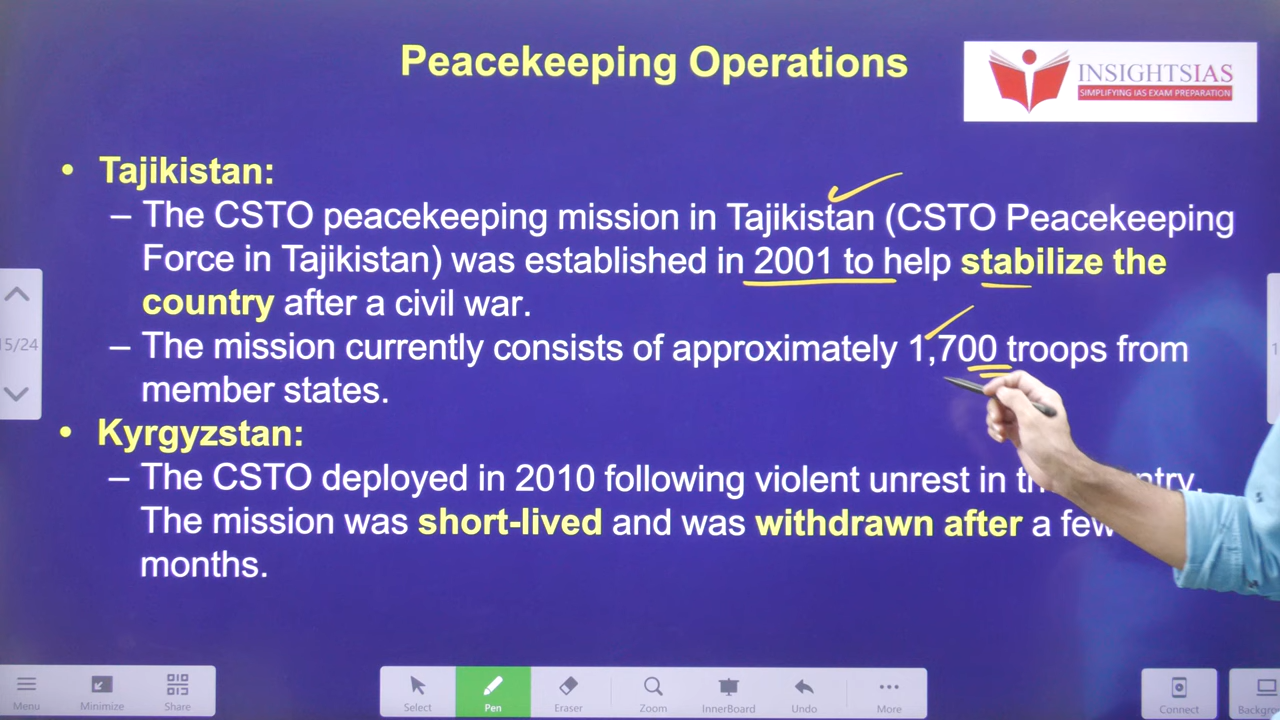 Peacekeeping Operations
INSIGHTSIAS
SIMPLIFYING IAS EXAM PREPARATION
• Tajikistan:
– The CSTO peacekeeping mission in Tajikistan (CSTO Peacekeeping
Force in Tajikistan) was established in 2001 to help stabilize the
country after a civil war.
– The mission currently consists of approximately 1,700 troops from
member states.
• Kyrgyzstan:
– The CSTO deployed in 2010 following violent unrest in
The mission was short-lived and was withdrawn after a few
months.
5/24
Menu
Minimize
Share
Select
Pen
Eraser
Zoom
InnerBoard
Undo
More
Connect